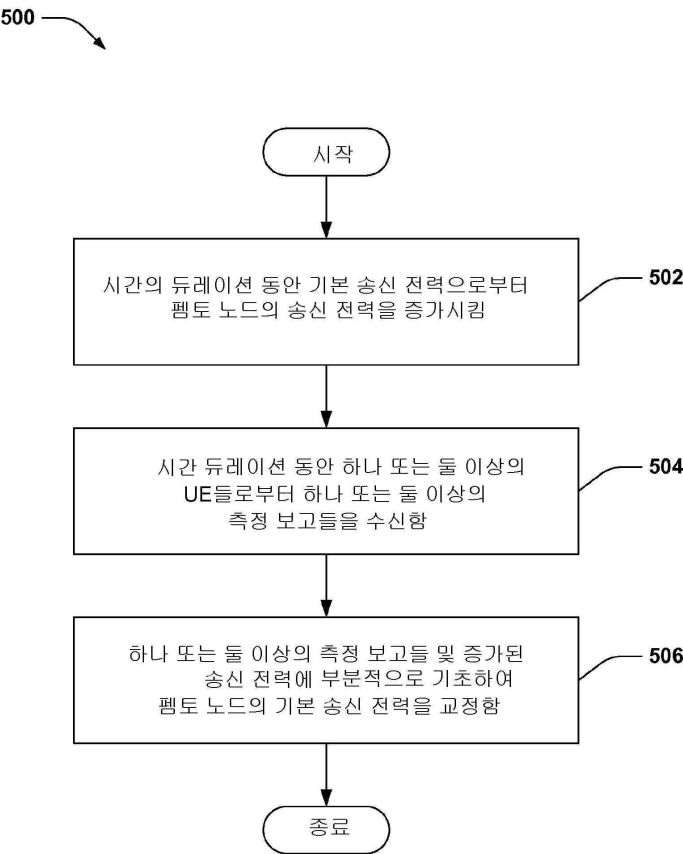 500
시작
시간의 듀레이션 동안 기본 송신 전력으로부터
펨토 노드의 송신 전력을 증가시킴
502
시간 듀레이션 동안 하나 또는 둘 이상의
UE들로부터 하나 또는 둘 이상의
측정 보고들을 수신함
504
하나 또는 둘 이상의 측정 보고들 및 증가된
송신 전력에 부분적으로 기초하여
펨토 노드의 기본 송신 전력을 교정함
506
종료